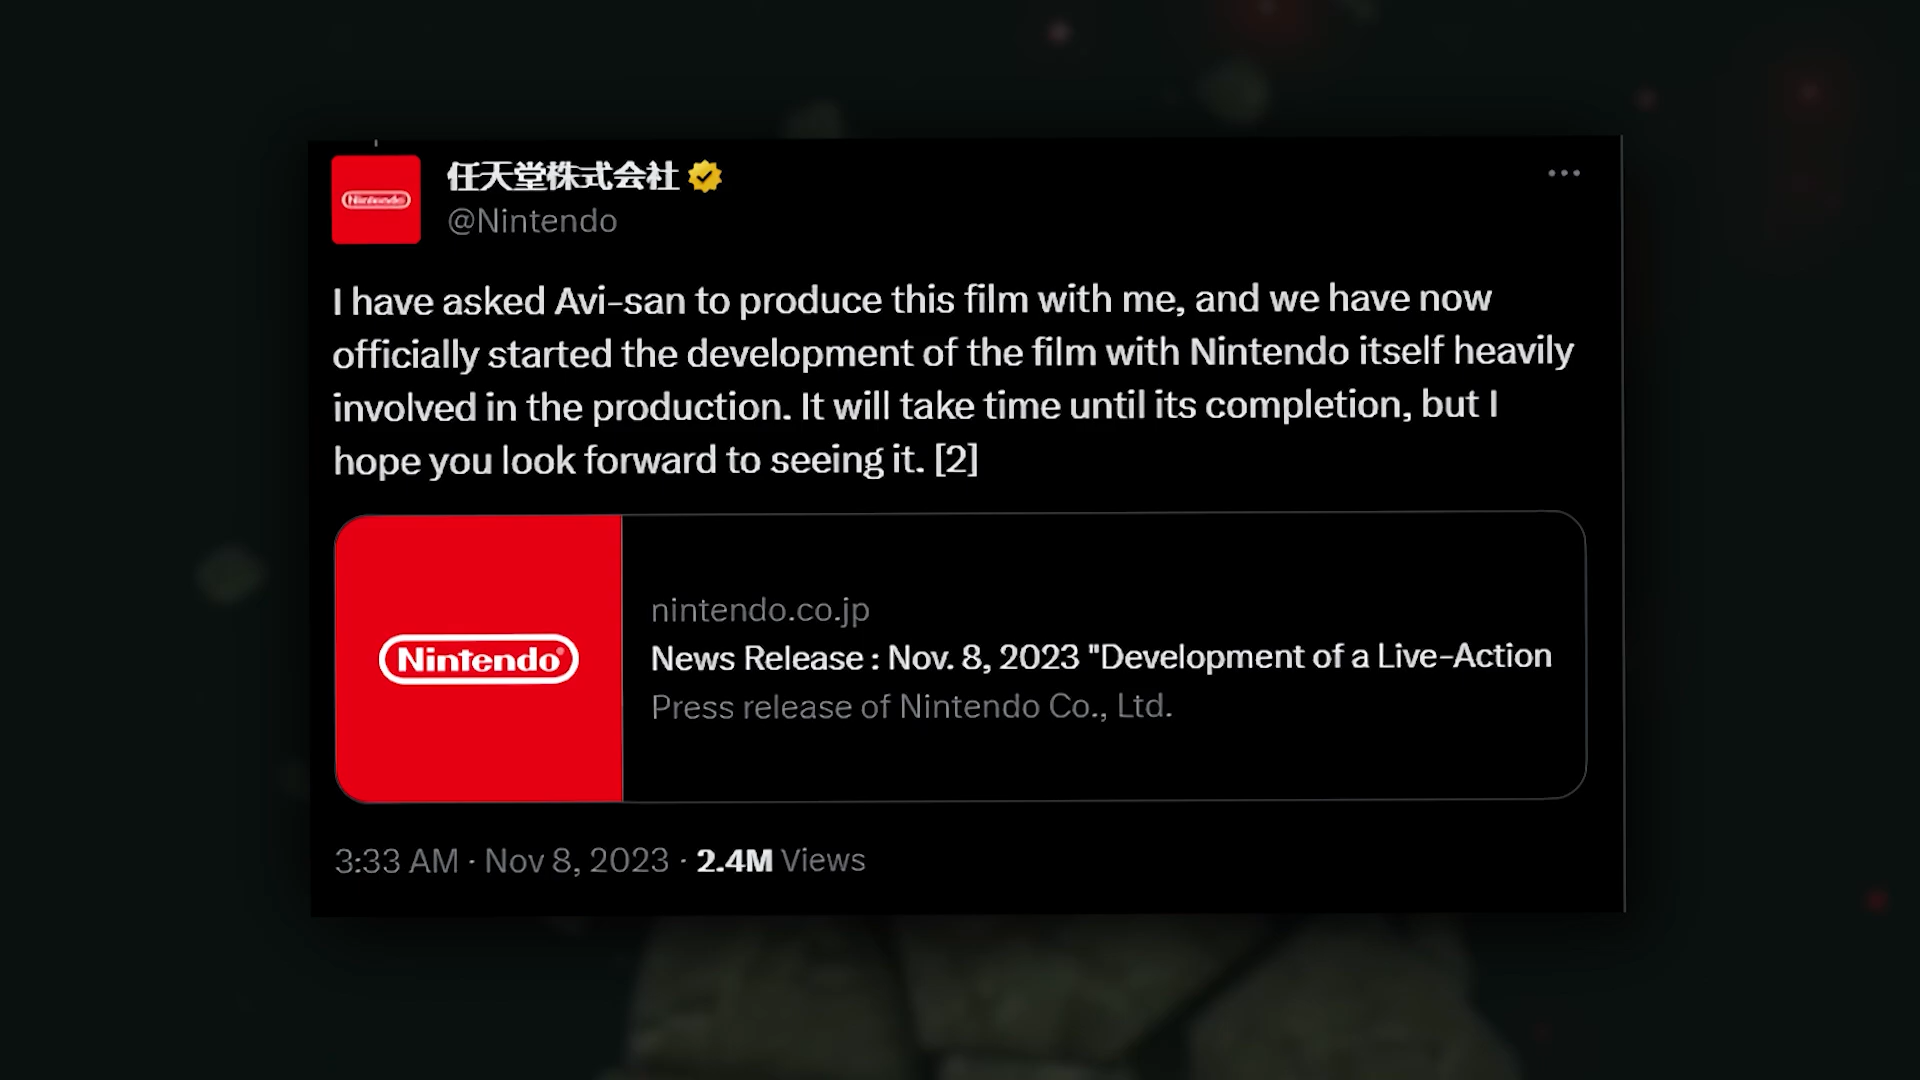 Nintendo
任天堂株式会社
@Nintendo
I have asked Avi-san to produce this film with me, and we have now
officially started the development of the film with Nintendo itself heavily
involved in the production. It will take time until its completion, but I
hope you look forward to seeing it. [2]
Nintendo®
nintendo.co.jp
News Release : Nov. 8, 2023 "Development of a Live-Action
Press release of Nintendo Co., Ltd.
3:33 AM · Nov 8, 2023 · 2.4M Views